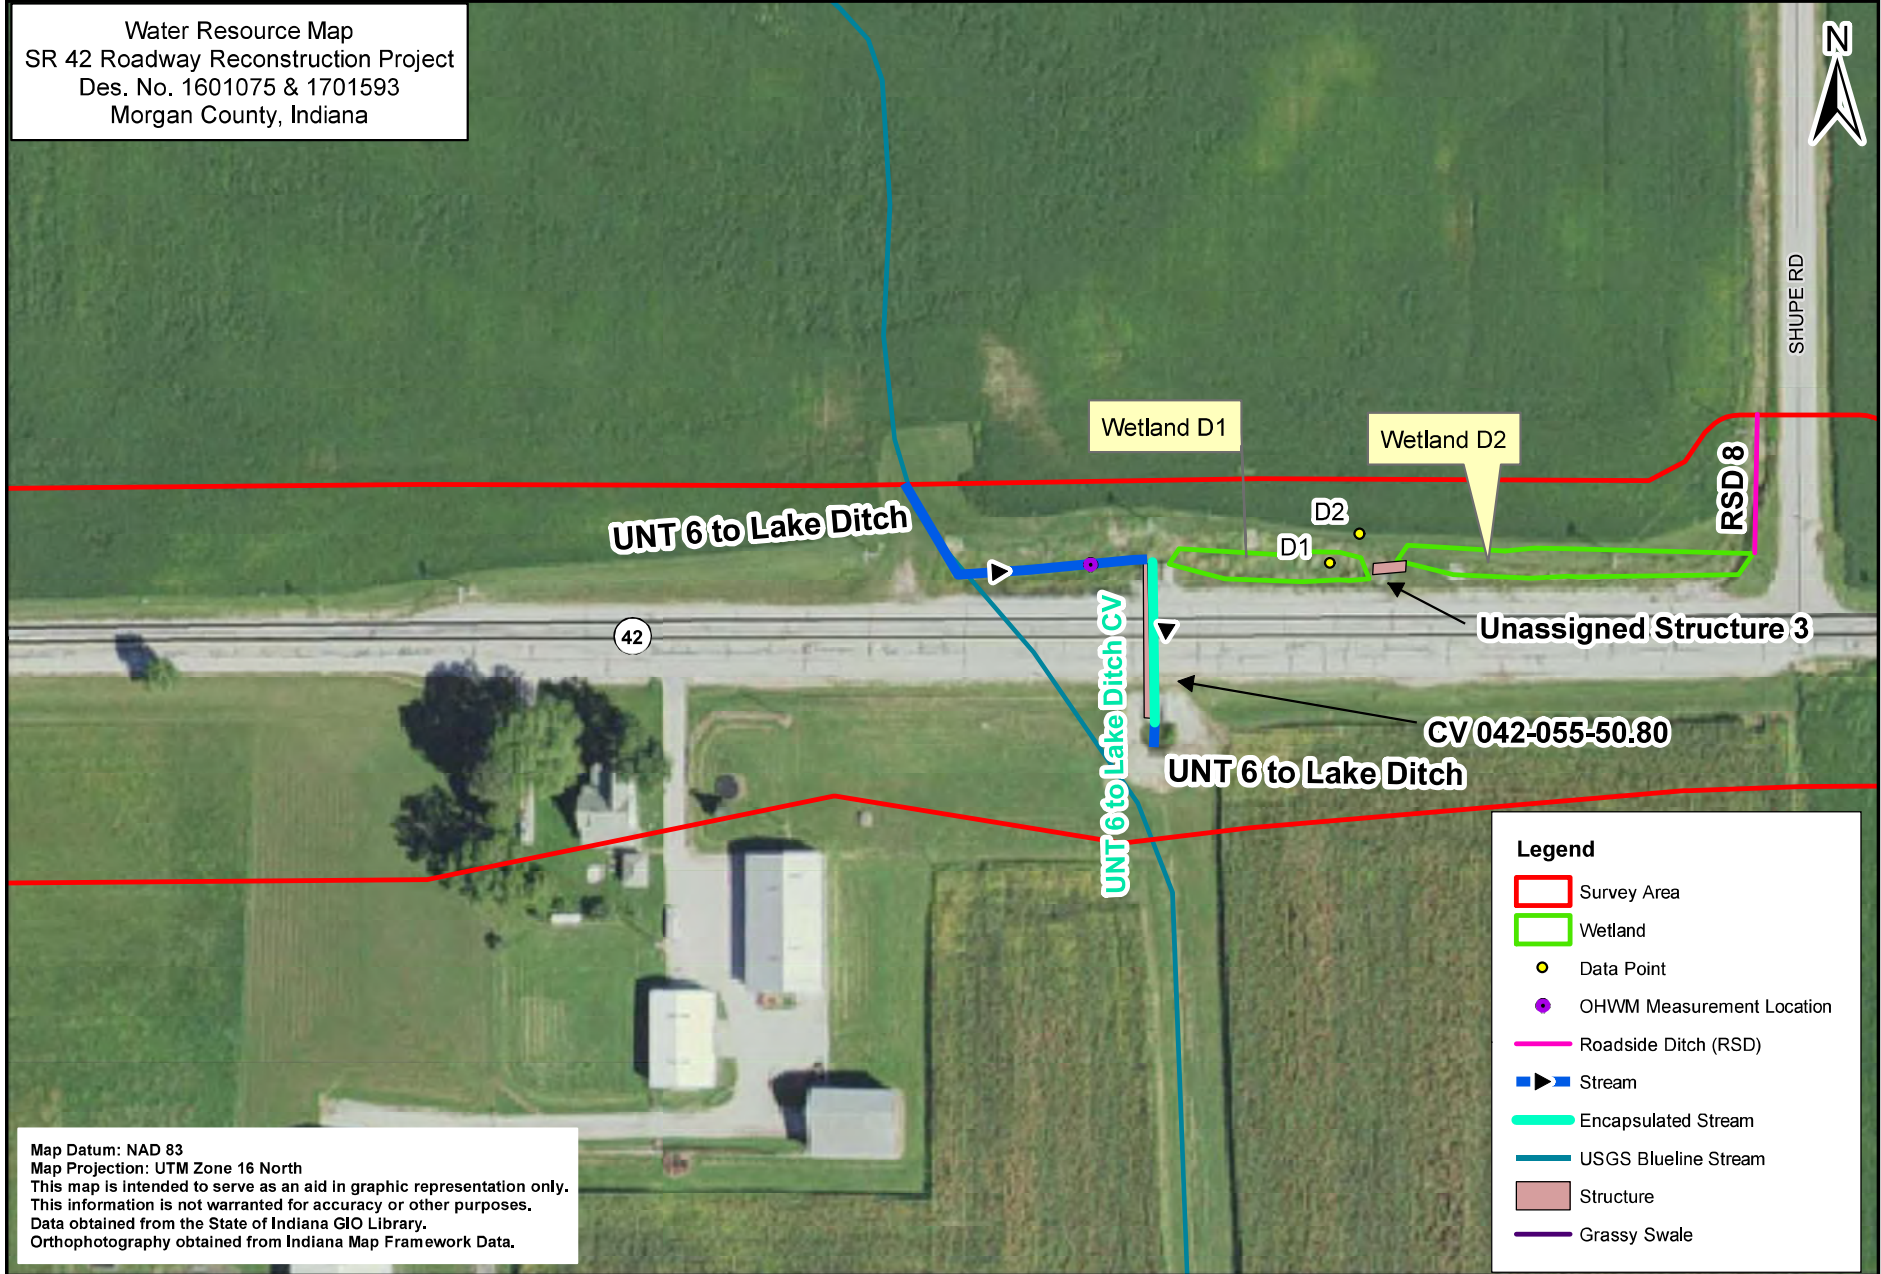 Water Resource Map
SR 42 Roadway Reconstruction Project
Des. No. 1601075 & 1701593
Morgan County, Indiana
N
SHUPE RD
Wetland D1
Wetland D2
RSD 8
UNT 6 to Lake Ditch
D2
D1
Unassigned Structure 3
42
UNT 6 to Lake Ditch CV
CV 042-055-50.80
UNT 6 to Lake Ditch
Legend
Survey Area
Wetland
Data Point
OHWM Measurement Location
Roadside Ditch (RSD)
Stream
Encapsulated Stream
USGS Blueline Stream
Structure
Grassy Swale
Map Datum: NAD 83
Map Projection: UTM Zone 16 North
This map is intended to serve as an aid in graphic representation only.
This information is not warranted for accuracy or other purposes.
Data obtained from the State of Indiana GIO Library.
Orthophotography obtained from Indiana Map Framework Data.